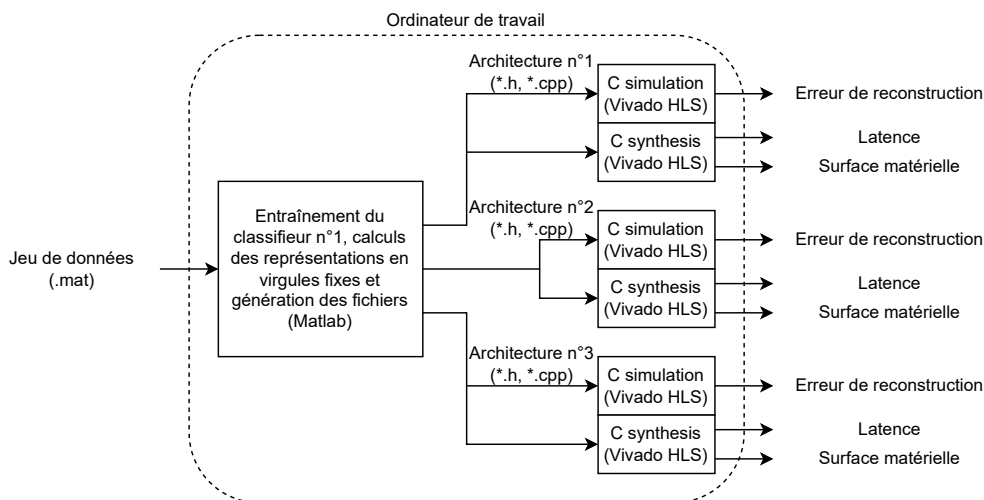 Ordinateur de travail
Architecture n°1
(*.h, *.cpp)
C simulation
(Vivado HLS)
Erreur de reconstruction
C synthesis
(Vivado HLS)
Latence
Surface matérielle
Jeu de données
(.mat)
Entraînement du
classifieur n°1, calculs
des représentations en
virgules fixes et
génération des fichiers
(Matlab)
Architecture n°2
(*.h, *.cpp)
C simulation
(Vivado HLS)
Erreur de reconstruction
C synthesis
(Vivado HLS)
Latence
Surface matérielle
Architecture n°3
(*.h, *.cpp)
C simulation
(Vivado HLS)
Erreur de reconstruction
C synthesis
(Vivado HLS)
Latence
Surface matérielle